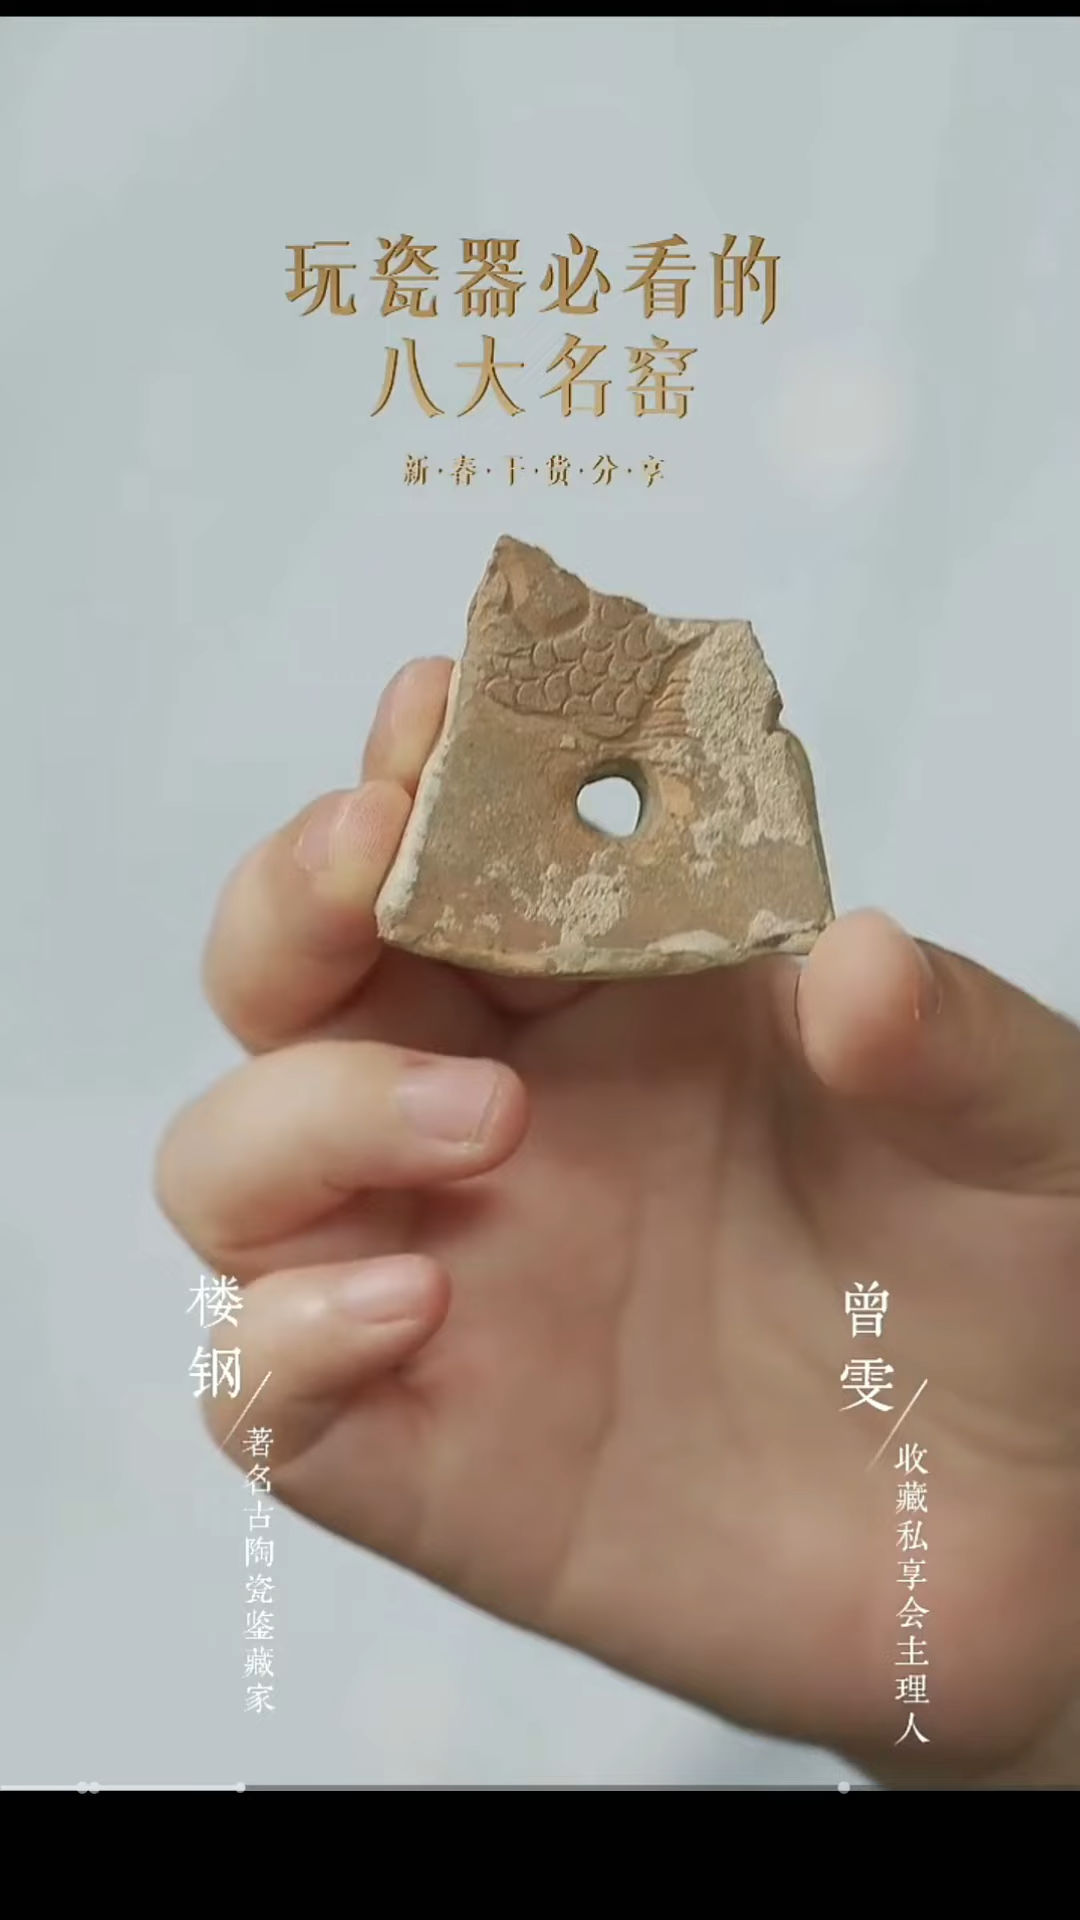 玩瓷器必看的
八大名窑
新·春·干·货·分·享
楼钢
著名古陶瓷鉴藏家
曾雯
收藏私享会主理人